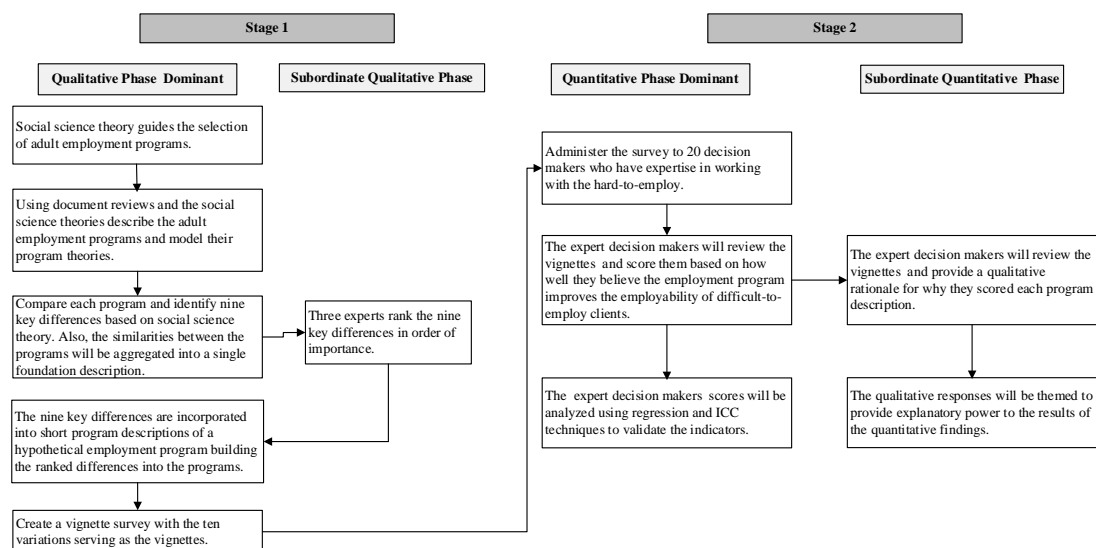 Stage 1
Stage 2
Qualitative Phase Dominant
Subordinate Qualitative Phase
Quantitative Phase Dominant
Subordinate Quantitative Phase
Social science theory guides the selection
of adult employment programs.
Using document reviews and the social
science theories describe the adult
employment programs and model their
program theories.
Compare each program and identify nine
key differences based on social science
theory. Also, the similarities between the
programs will be aggregated into a single
foundation description.
Three experts rank the nine
key differences in order of
importance.
The nine key differences are incorporated
into short program descriptions of a
hypothetical employment program building
the ranked differences into the programs.
Create a vignette survey with the ten
variations serving as the vignettes.
Administer the survey to 20 decision
makers who have expertise in working
with the hard-to-employ.
The expert decision makers will review the
vignettes and score them based on how
well they believe the employment program
improves the employability of difficult-to-
employ clients.
The expert decision makers will review the
vignettes and provide a qualitative
rationale for why they scored each program
description.
The expert decision makers scores will be
analyzed using regression and ICC
techniques to validate the indicators.
The qualitative responses will be themed to
provide explanatory power to the results of
the quantitative findings.